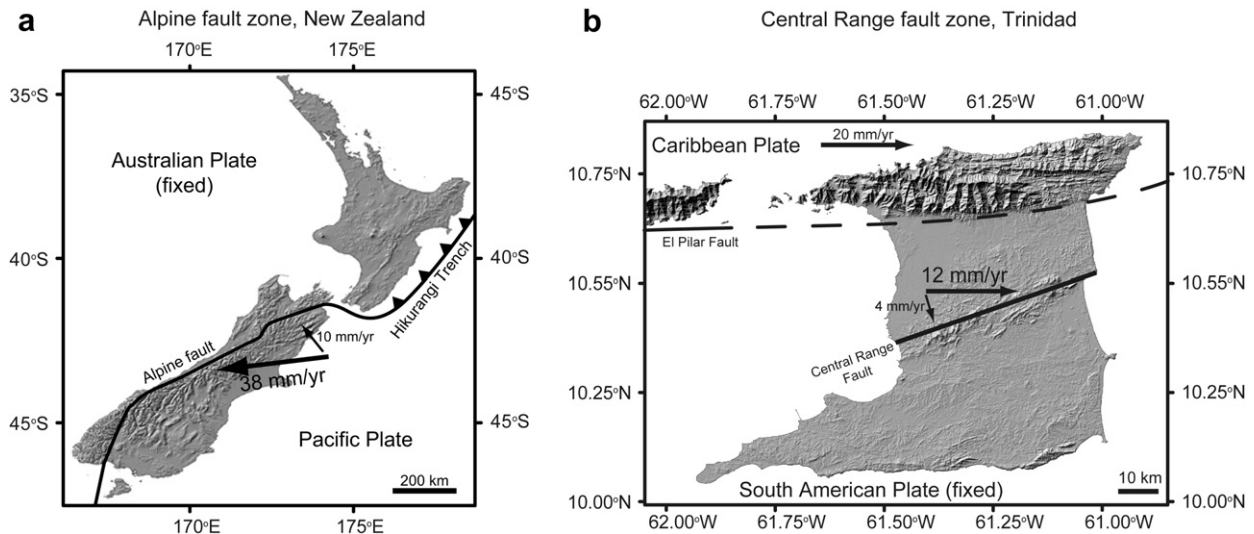 a
Alpine fault zone, New Zealand
170°E
175°E
35°S
45°S
Australian Plate
(fixed)
40°S
40°S
Hikurangi Trench
10 mm/yr
Alpine fault
38 mm/yr
45°S
45°S
Pacific Plate
200 km
170°E
175°E
b
Central Range fault zone, Trinidad
62.00°W
61.75°W
61.50°W
61.25°W
61.00°W
20 mm/yr
Caribbean Plate
10.75°N
10.75°N
El Pilar Fault
10.55°N
10.55°N
12 mm/yr
4 mm/yr
Central Range
Fault
10.25°N
10.25°N
10 km
South American Plate (fixed)
10.00°N
10.00°N
62.00°W
61.75°W
61.50°W
61.25°W
61.00°W